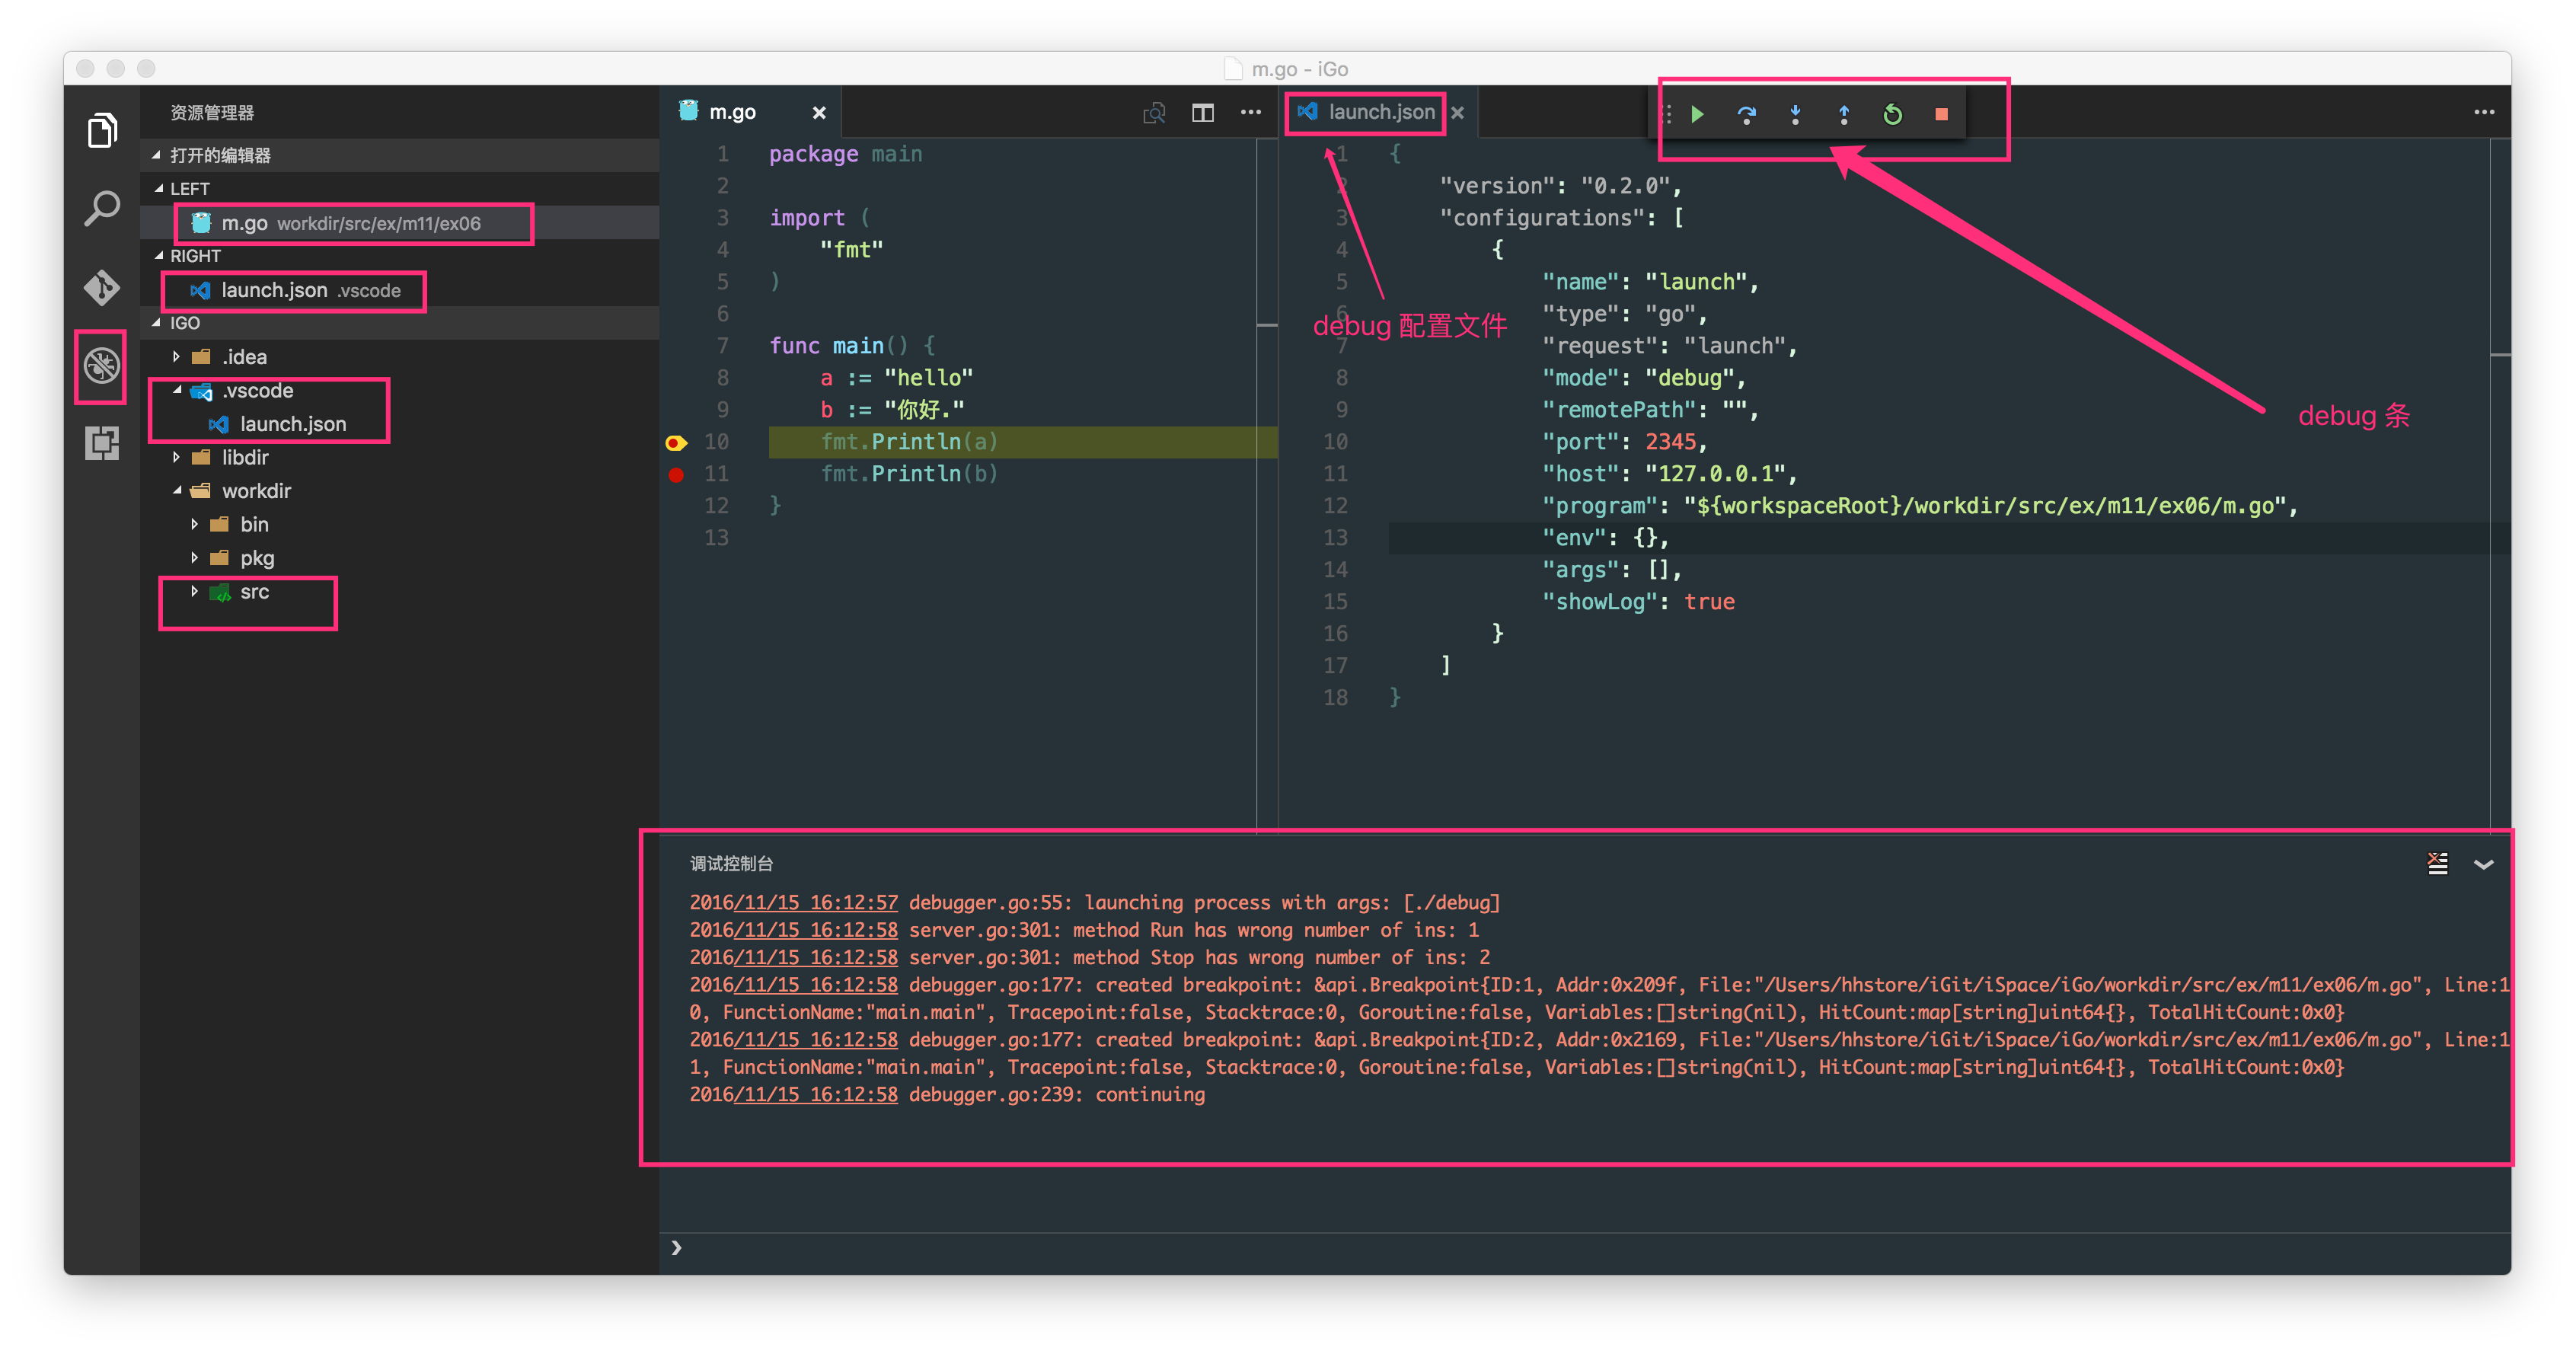 m.go - iGo
资源管理器
打开的编辑器
LEFT
m.go workdir/src/ex/m11/ex06
RIGHT
launch.json .vscode
IGO
.idea
.vscode
launch.json
libdir
workdir
bin
pkg
src
m.go
1 package main
2
3 import (
4 "fmt"
5 )
6
7 func main() {
8 a := "hello"
9 b := "你好."
10 fmt.Println(a)
11 fmt.Println(b)
12 }
13
launch.json
1 {
2 "version": "0.2.0",
3 "configurations": [
4 {
5 "name": "launch",
6 "type": "go",
7 "request": "launch",
8 "mode": "debug",
9 "remotePath": "",
10 "port": 2345,
11 "host": "127.0.0.1",
12 "program": "${workspaceRoot}/workdir/src/ex/m11/ex06/m.go",
13 "env": {},
14 "args": [],
15 "showLog": true
16 }
17 ]
18 }
debug 配置文件
debug 条
调试控制台
2016/11/15 16:12:57 debugger.go:55: launching process with args: [./debug]
2016/11/15 16:12:58 server.go:301: method Run has wrong number of ins: 1
2016/11/15 16:12:58 server.go:301: method Stop has wrong number of ins: 2
2016/11/15 16:12:58 debugger.go:177: created breakpoint: &api.Breakpoint{ID:1, Addr:0x209f, File:"/Users/hhstore/iGit/iSpace/iGo/workdir/src/ex/m11/ex06/m.go", Line:1
0, FunctionName:"main.main", Tracepoint:false, Stacktrace:0, Goroutine:false, Variables:[]string(nil), HitCount:map[string]uint64{}, TotalHitCount:0x0}
2016/11/15 16:12:58 debugger.go:177: created breakpoint: &api.Breakpoint{ID:2, Addr:0x2169, File:"/Users/hhstore/iGit/iSpace/iGo/workdir/src/ex/m11/ex06/m.go", Line:1
1, FunctionName:"main.main", Tracepoint:false, Stacktrace:0, Goroutine:false, Variables:[]string(nil), HitCount:map[string]uint64{}, TotalHitCount:0x0}
2016/11/15 16:12:58 debugger.go:239: continuing